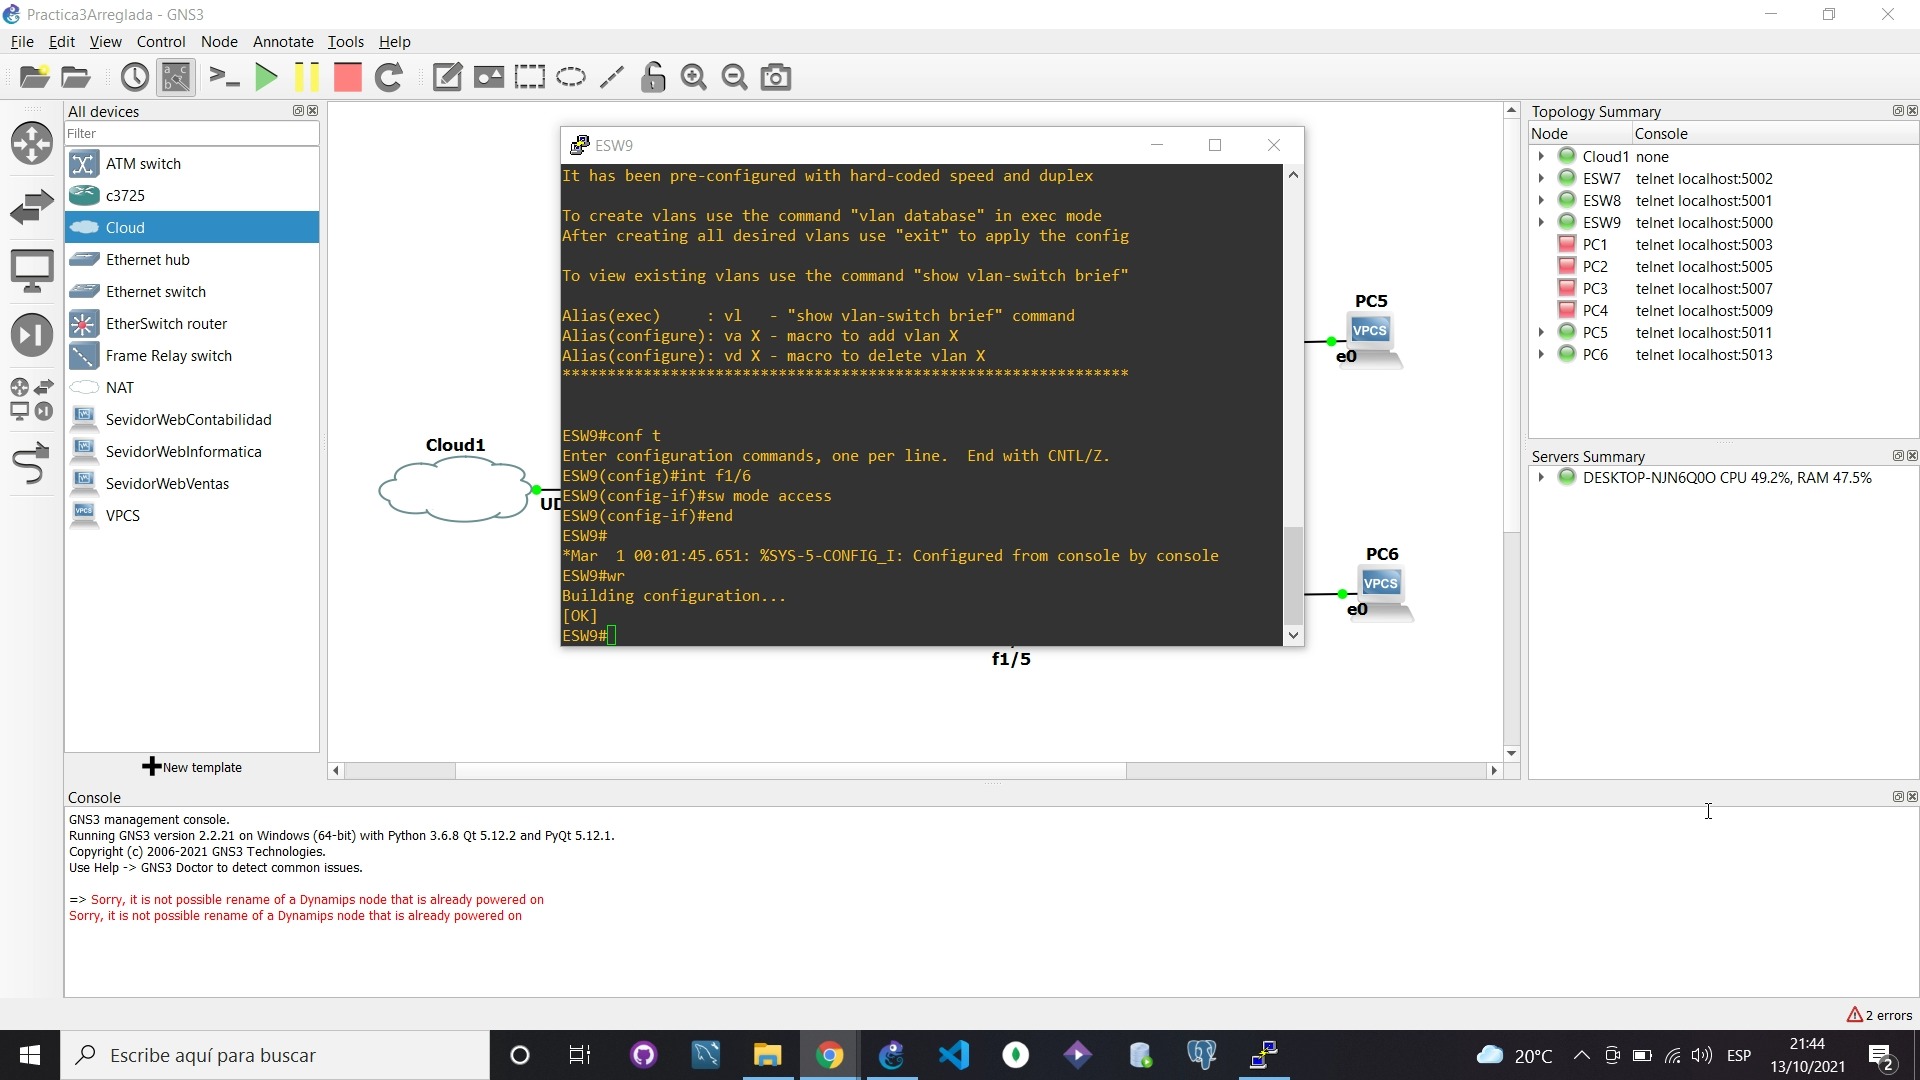 Practica3Arreglada - GNS3
File Edit View Control Node Annotate Tools Help
All devices
Filter
ATM switch
c3725
Cloud
Ethernet hub
Ethernet switch
EtherSwitch router
Frame Relay switch
NAT
SevidorWebContabilidad
SevidorWebInformatica
SevidorWebVentas
VPCS
New template
Cloud1
UD
ESW9
It has been pre-configured with hard-coded speed and duplex
To create vlans use the command "vlan database" in exec mode
After creating all desired vlans use "exit" to apply the config
To view existing vlans use the command "show vlan-switch brief"
Alias(exec)     : vl   - "show vlan-switch brief" command
Alias(configure): va X - macro to add vlan X
Alias(configure): vd X - macro to delete vlan X
***************************************************************
ESW9#conf t
Enter configuration commands, one per line.  End with CNTL/Z.
ESW9(config)#int f1/6
ESW9(config-if)#sw mode access
ESW9(config-if)#end
ESW9#
*Mar  1 00:01:45.651: %SYS-5-CONFIG_I: Configured from console by console
ESW9#wr
Building configuration...
[OK]
ESW9#
f1/5
PC5
VPCS
e0
PC6
VPCS
e0
Topology Summary
Node Console
Cloud1 none
ESW7 telnet localhost:5002
ESW8 telnet localhost:5001
ESW9 telnet localhost:5000
PC1 telnet localhost:5003
PC2 telnet localhost:5005
PC3 telnet localhost:5007
PC4 telnet localhost:5009
PC5 telnet localhost:5011
PC6 telnet localhost:5013
Servers Summary
DESKTOP-NJN6Q0O CPU 49.2%, RAM 47.5%
Console
GNS3 management console.
Running GNS3 version 2.2.21 on Windows (64-bit) with Python 3.6.8 Qt 5.12.2 and PyQt 5.12.1.
Copyright (c) 2006-2021 GNS3 Technologies.
Use Help -> GNS3 Doctor to detect common issues.
=> Sorry, it is not possible rename of a Dynamips node that is already powered on
Sorry, it is not possible rename of a Dynamips node that is already powered on
2 errors
Escribe aquí para buscar
20°C
ESP
21:44
13/10/2021
2